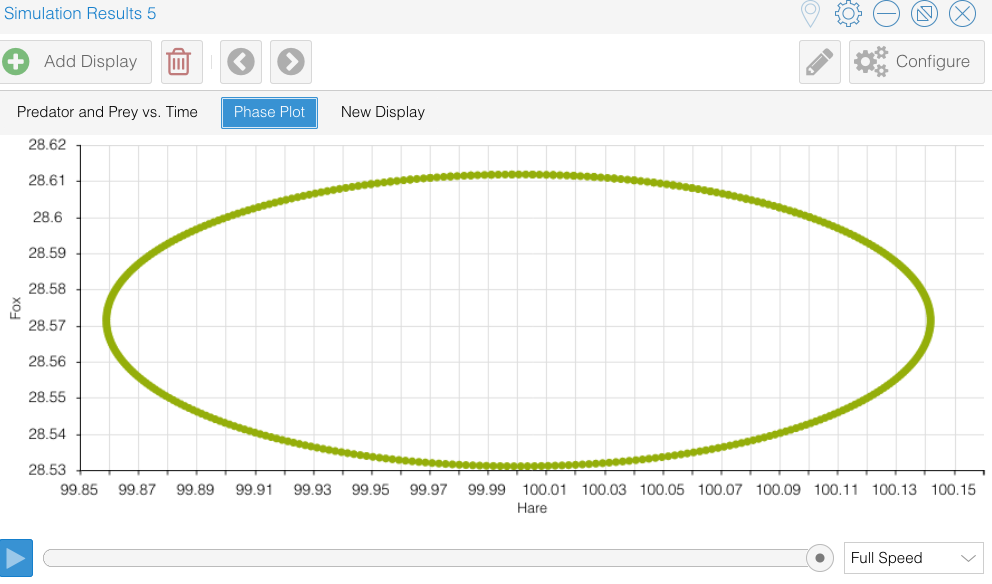 Simulation Results 5
Add Display
Configure
Predator and Prey vs. Time Phase Plot New Display
28.62
28.61
28.6
28.59
28.58
28.57
28.56
28.55
28.54
28.53
Fox
99.85 99.87 99.89 99.91 99.93 99.95 99.97 99.99 100.01 100.03 100.05 100.07 100.09 100.11 100.13 100.15
Hare
Full Speed